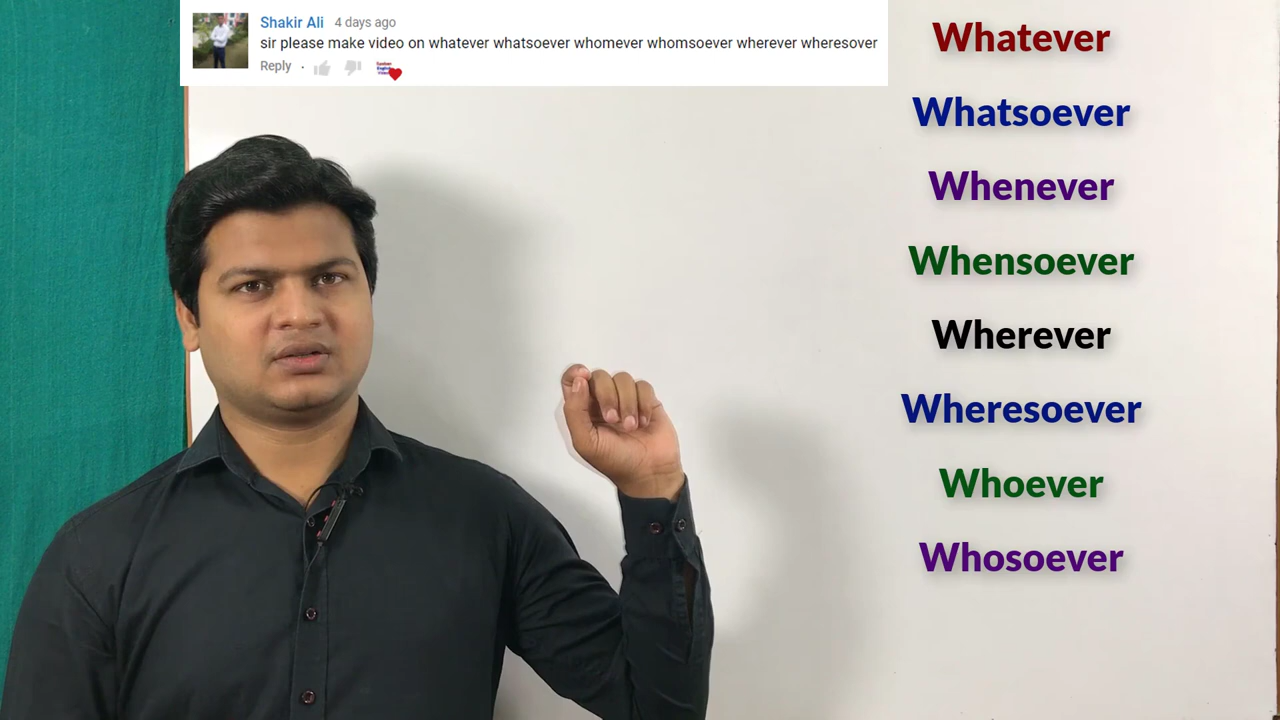 Shakir Ali 4 days ago
sir please make video on whatever whatsoever whomever whomsoever wherever wheresover
Reply
Whatever
Whatsoever
Whenever
Whensoever
Wherever
Wheresoever
Whoever
Whosoever